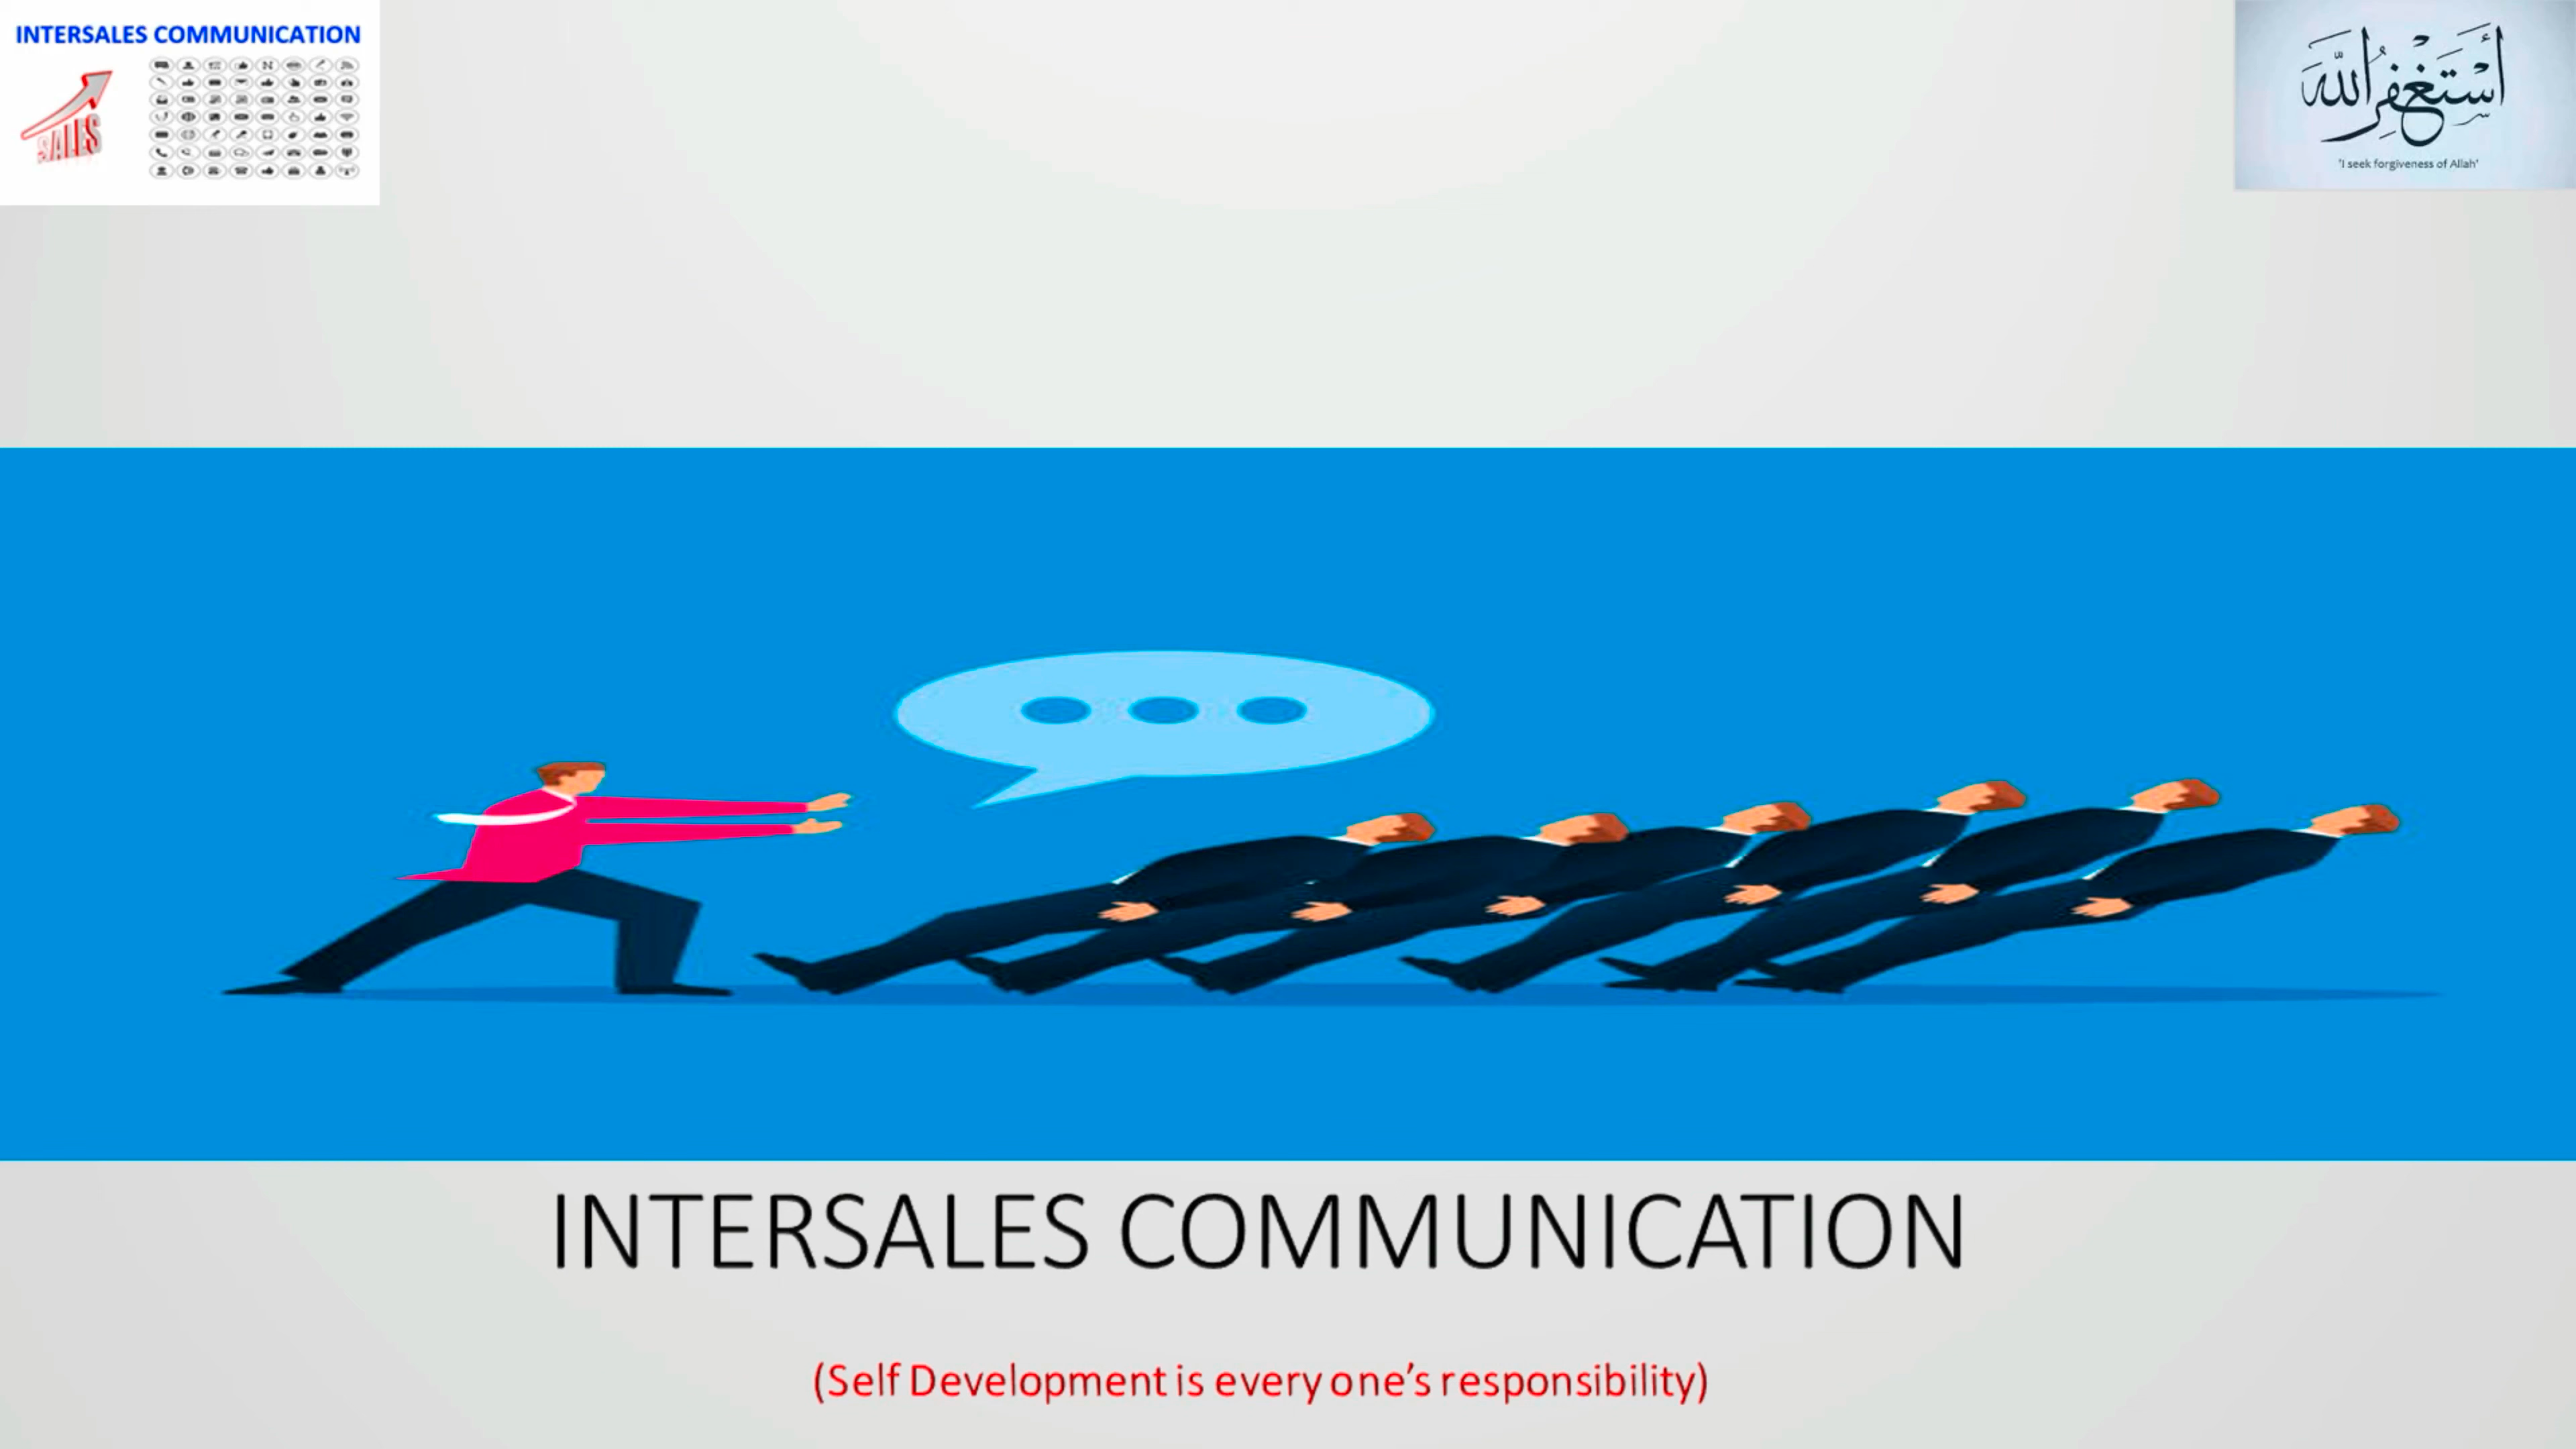 INTERSALES COMMUNICATION
SALES
أَسْتَغْفِرُ اللَّه
'I seek forgiveness of Allah'
INTERSALES COMMUNICATION
(Self Development is every one's responsibility)